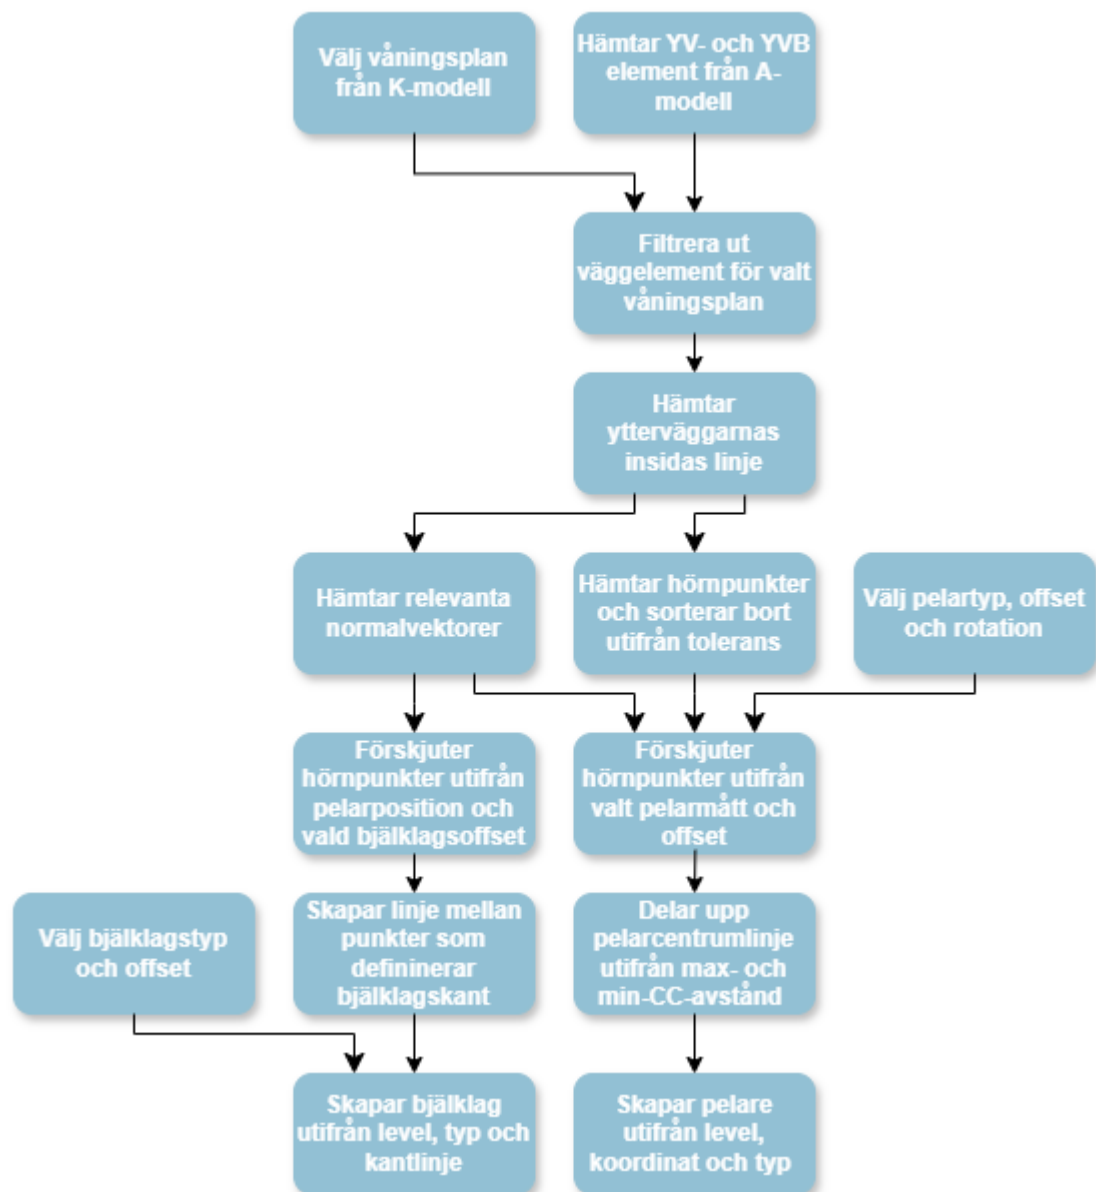 Välj våningsplan
från K-modell
Hämtar YV- och YVB
element från A-
modell
Filtrera ut
väggelement för valt
våningsplan
Hämtar
ytterväggarnas
insidas linje
Hämtar relevanta
normalvektorer
Hämtar hörnpunkter
och sorterar bort
utifrån tolerans
Välj pelartyp, offset
och rotation
Förskjuter
hörnpunkter utifrån
pelarposition och
vald bjälklagsoffset
Förskjuter
hörnpunkter utifrån
valt pelarmått och
offset
Välj bjälklagstyp
och offset
Skapar linje mellan
punkter som
defininerar
bjälklagskant
Delar upp
pelarcentrumlinje
utifrån max- och
min-CC-avstånd
Skapar bjälklag
utifrån level, typ och
kantlinje
Skapar pelare
utifrån level,
koordinat och typ